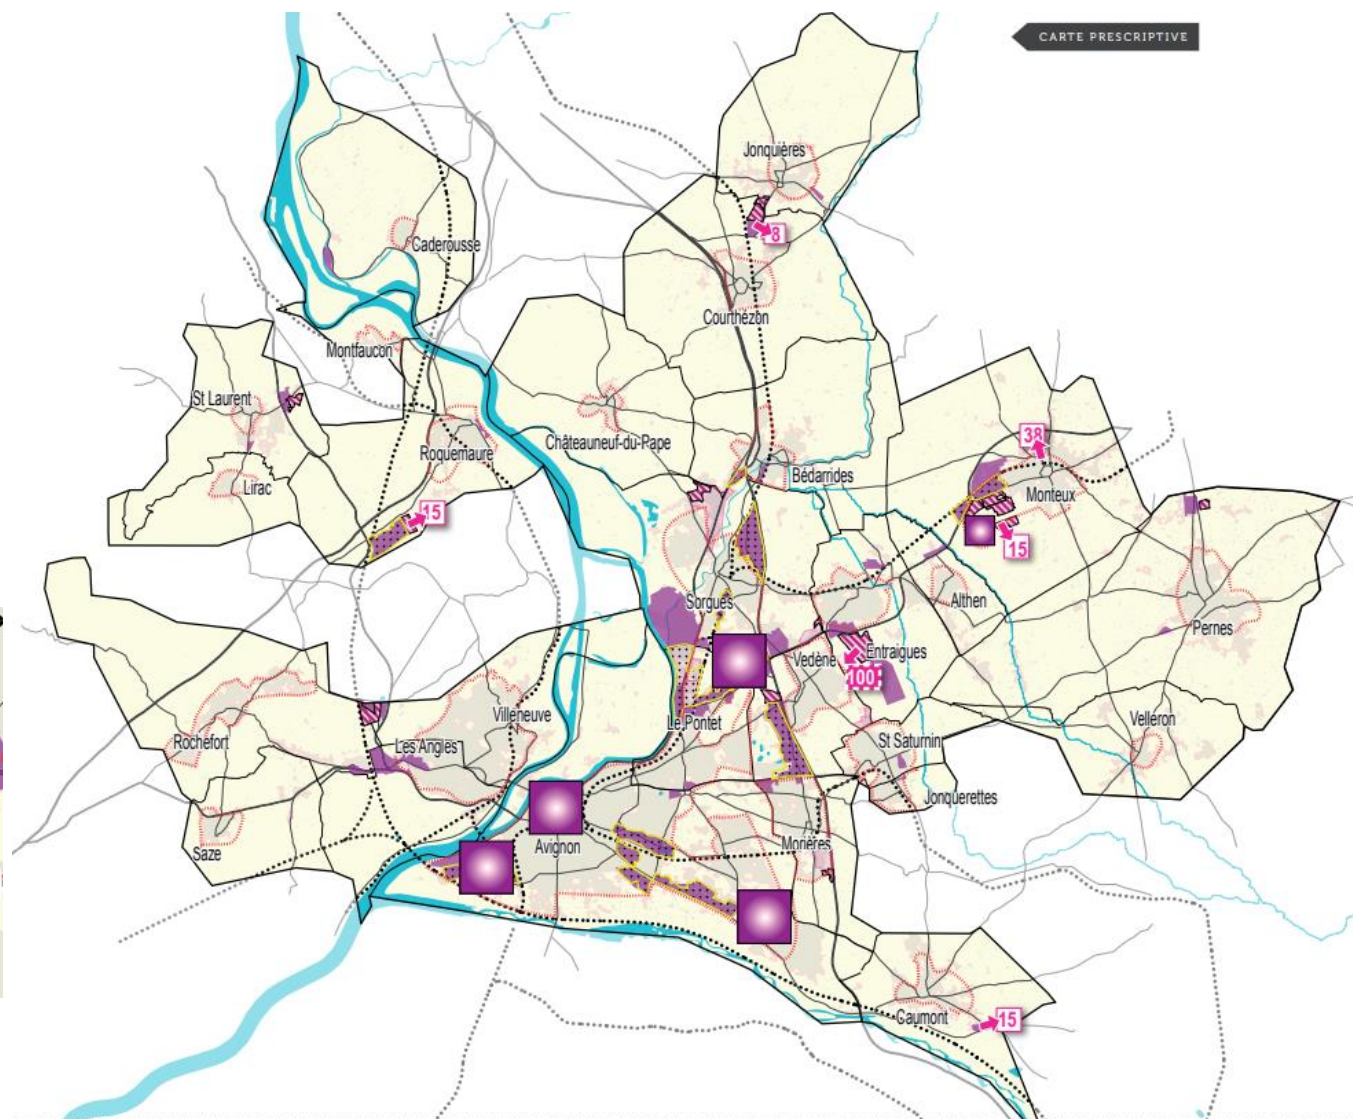 CARTE PRESCRIPTIVE
Jonquières
8
Caderousse
Courthézon
Montfaucon
St Laurent
Châteauneuf-du-Pape
Roquemaure
38
Bédarrides
Lirac
Monteux
15
15
Sorgues
Althen
Pernes
Vedène
Entraigues
100
Villeneuve
Le Pontet
Velleron
Rochefort
Les Angles
St Saturnin
Jonquerettes
Saze
Avignon
Morières
Caumont
15